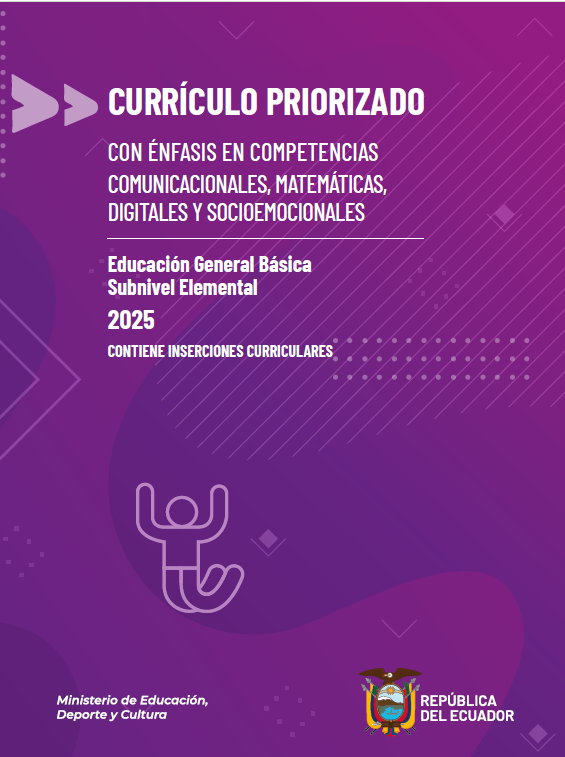 CURRÍCULO PRIORIZADO
CON ÉNFASIS EN COMPETENCIAS
COMUNICACIONALES, MATEMÁTICAS,
DIGITALES Y SOCIOEMOCIONALES
Educación General Básica
Subnivel Elemental
2025
CONTIENE INSERCIONES CURRICULARES
Ministerio de Educación,
Deporte y Cultura
REPÚBLICA
DEL ECUADOR